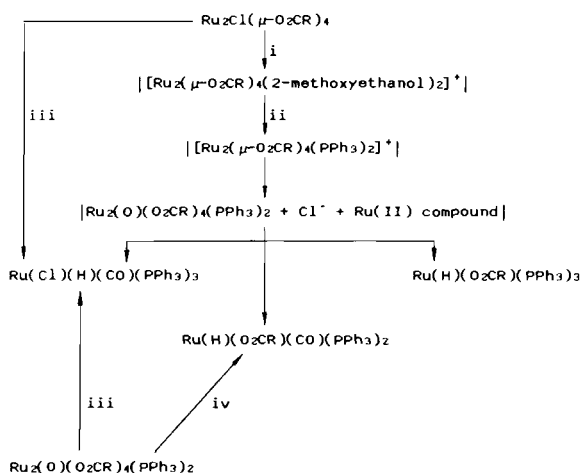 Ru2Cl(μ-O2CR)4
i
|[Ru2(μ-O2CR)4(2-methoxyethanol)2]+|
iii
ii
|[Ru2(μ-O2CR)4(PPh3)2]+|
|Ru2(O)(O2CR)4(PPh3)2 + Cl- + Ru(II) compound|
Ru(Cl)(H)(CO)(PPh3)3
Ru(H)(O2CR)(PPh3)3
Ru(H)(O2CR)(CO)(PPh3)2
iii
iv
Ru2(O)(O2CR)4(PPh3)2